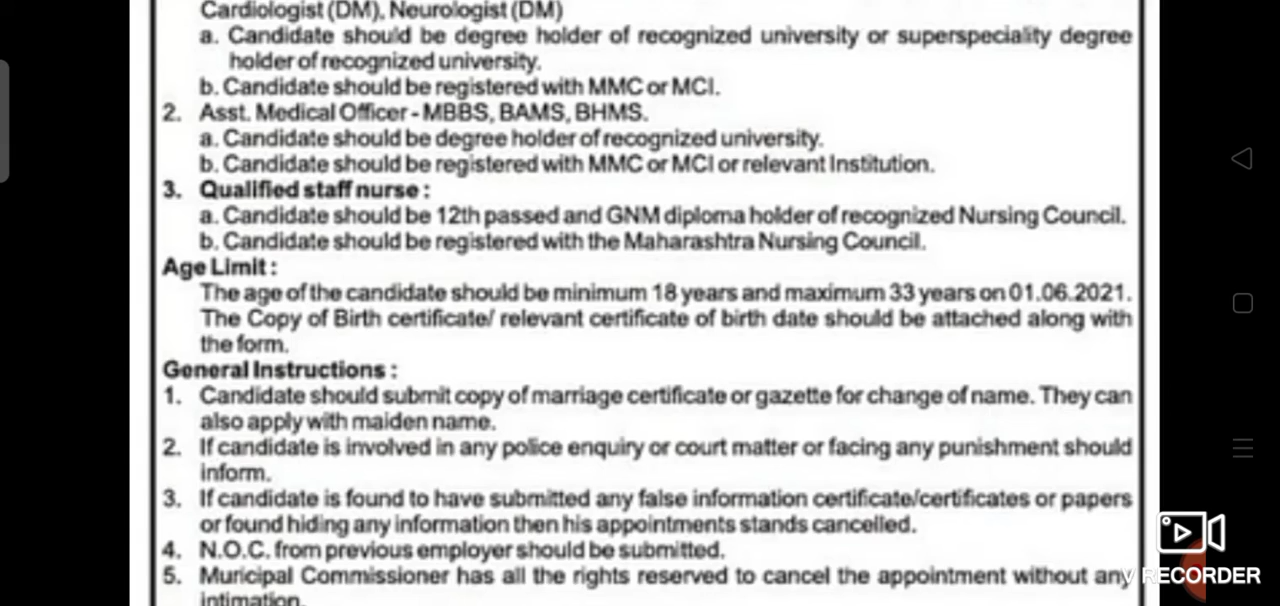 Cardiologist (DM), Neurologist (DM)
a. Candidate should be degree holder of recognized university or superspeciality degree
holder of recognized university.
b. Candidate should be registered with MMC or MCI.
2. Asst. Medical Officer - MBBS, BAMS, BHMS.
a. Candidate should be degree holder of recognized university.
b. Candidate should be registered with MMC or MCI or relevant Institution.
3. Qualified staff nurse :
a. Candidate should be 12th passed and GNM diploma holder of recognized Nursing Council.
b. Candidate should be registered with the Maharashtra Nursing Council.
Age Limit :
The age of the candidate should be minimum 18 years and maximum 33 years on 01.06.2021.
The Copy of Birth certificate/ relevant certificate of birth date should be attached along with
the form.
General Instructions :
1. Candidate should submit copy of marriage certificate or gazette for change of name. They can
also apply with maiden name.
2. If candidate is involved in any police enquiry or court matter or facing any punishment should
inform.
3. If candidate is found to have submitted any false information certificate/certificates or papers
or found hiding any information then his appointments stands cancelled.
4. N.O.C. from previous employer should be submitted.
5. Muricipal Commissioner has all the rights reserved to cancel the appointment without any
intimation.
V RECORDER